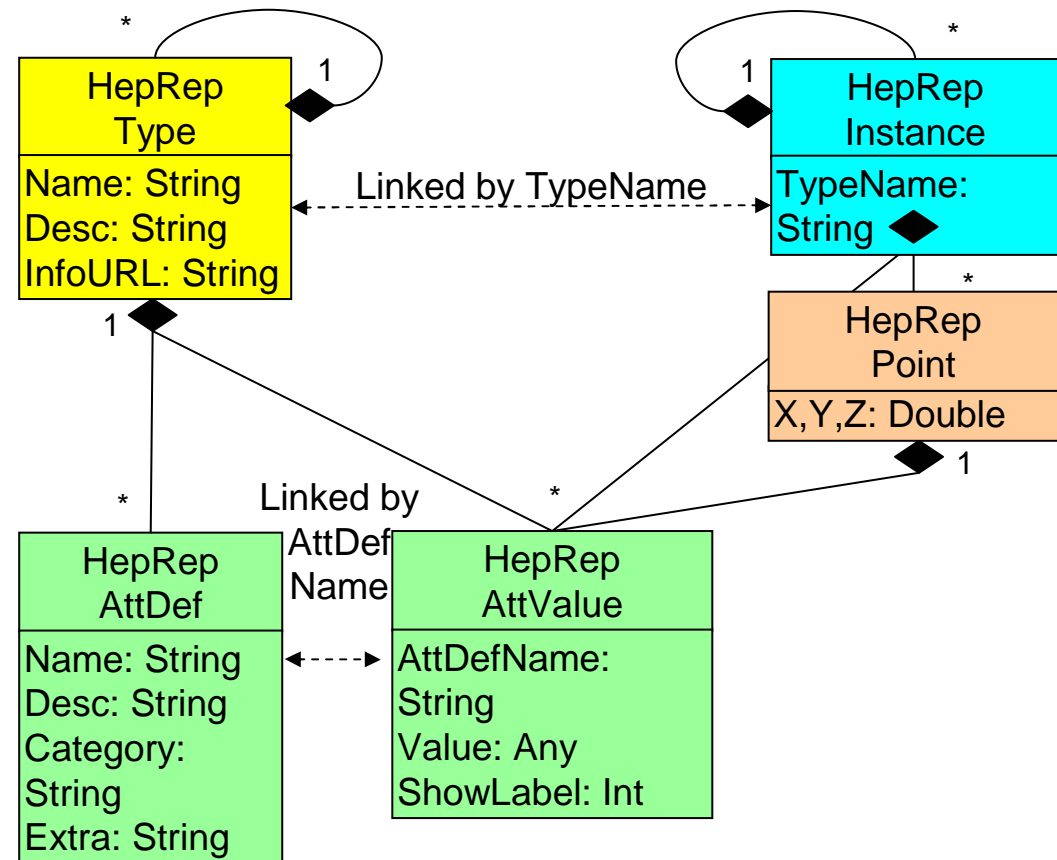 *
1
HepRep
Type
Name: String
Desc: String
InfoURL: String
1
Linked by TypeName
*
1
HepRep
Instance
TypeName:
String
*
HepRep
Point
X,Y,Z: Double
1
*
Linked by
AttDef
Name
*
HepRep
AttDef
Name: String
Desc: String
Category:
String
Extra: String
HepRep
AttValue
AttDefName:
String
Value: Any
ShowLabel: Int